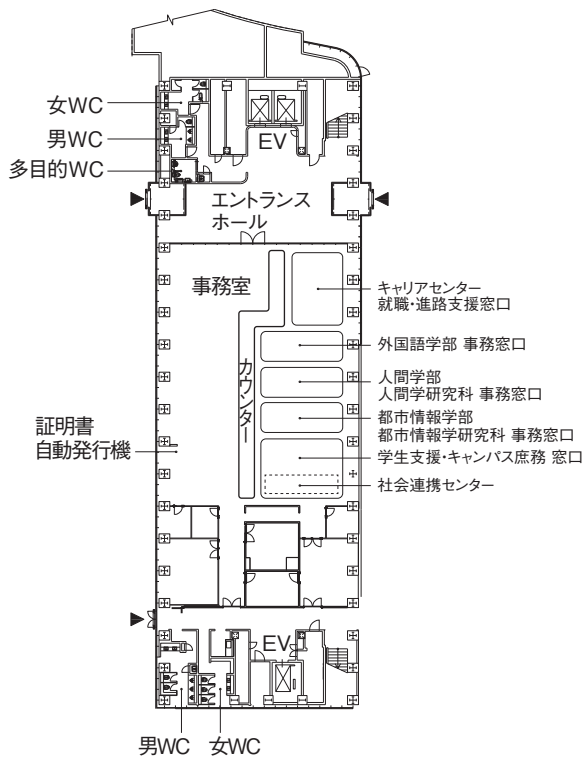 女WC
男WC
多目的WC
EV
エントランス
ホール
事務室
カウンター
キャリアセンター
就職・進路支援窓口
外国語学部 事務窓口
人間学部
人間学研究科 事務窓口
都市情報学部
都市情報学研究科 事務窓口
学生支援・キャンパス庶務 窓口
社会連携センター
証明書
自動発行機
EV
男WC
女WC